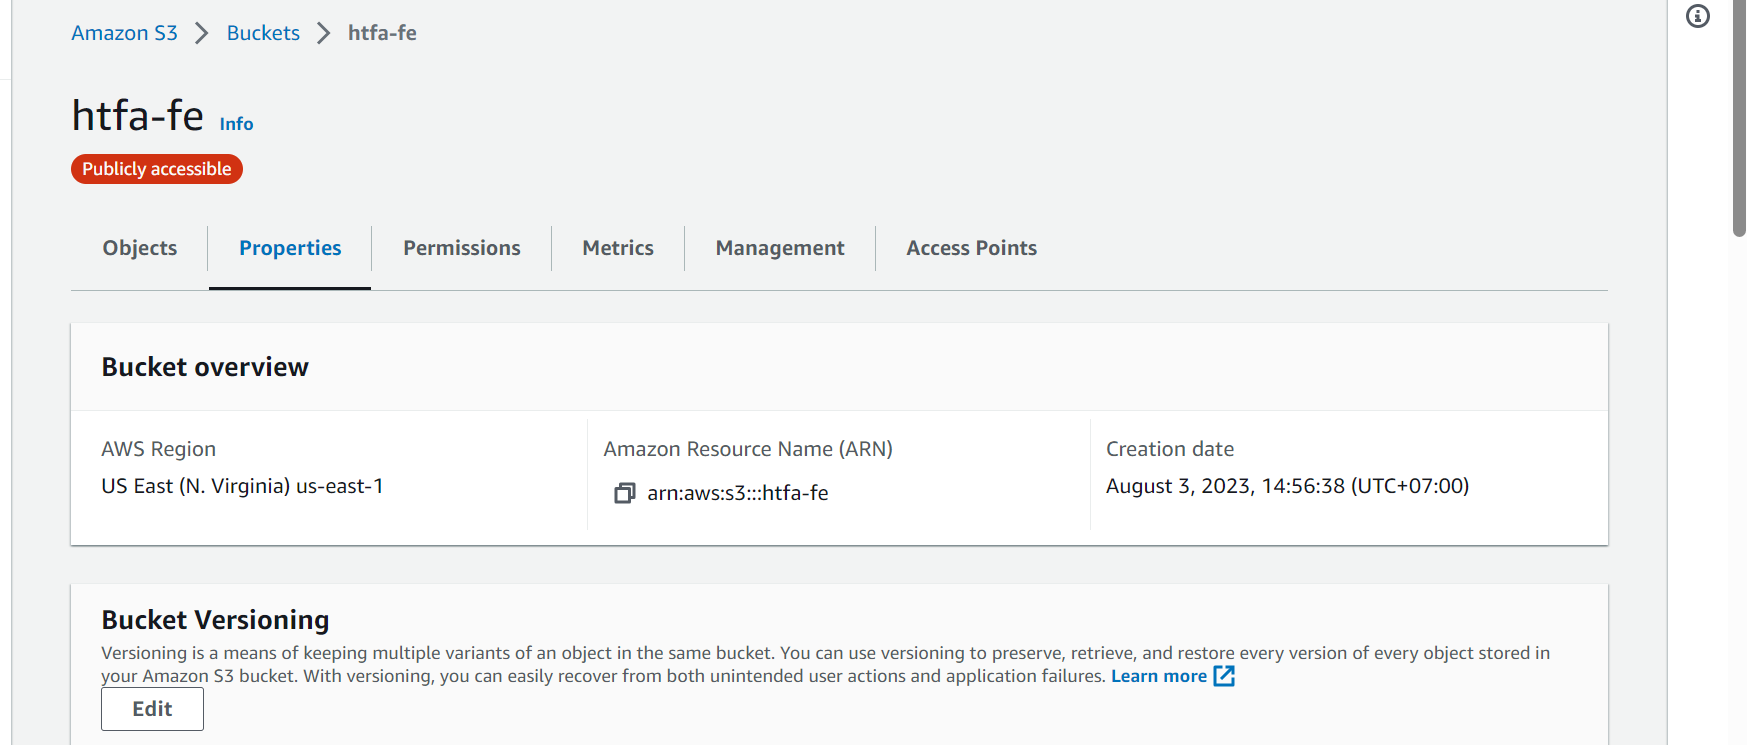 Amazon S3 > Buckets > htfa-fe
htfa-fe Info
Publicly accessible
Objects Properties Permissions Metrics Management Access Points
Bucket overview
AWS Region
US East (N. Virginia) us-east-1
Amazon Resource Name (ARN)
arn:aws:s3:::htfa-fe
Creation date
August 3, 2023, 14:56:38 (UTC+07:00)
Bucket Versioning
Versioning is a means of keeping multiple variants of an object in the same bucket. You can use versioning to preserve, retrieve, and restore every version of every object stored in
your Amazon S3 bucket. With versioning, you can easily recover from both unintended user actions and application failures. Learn more
Edit